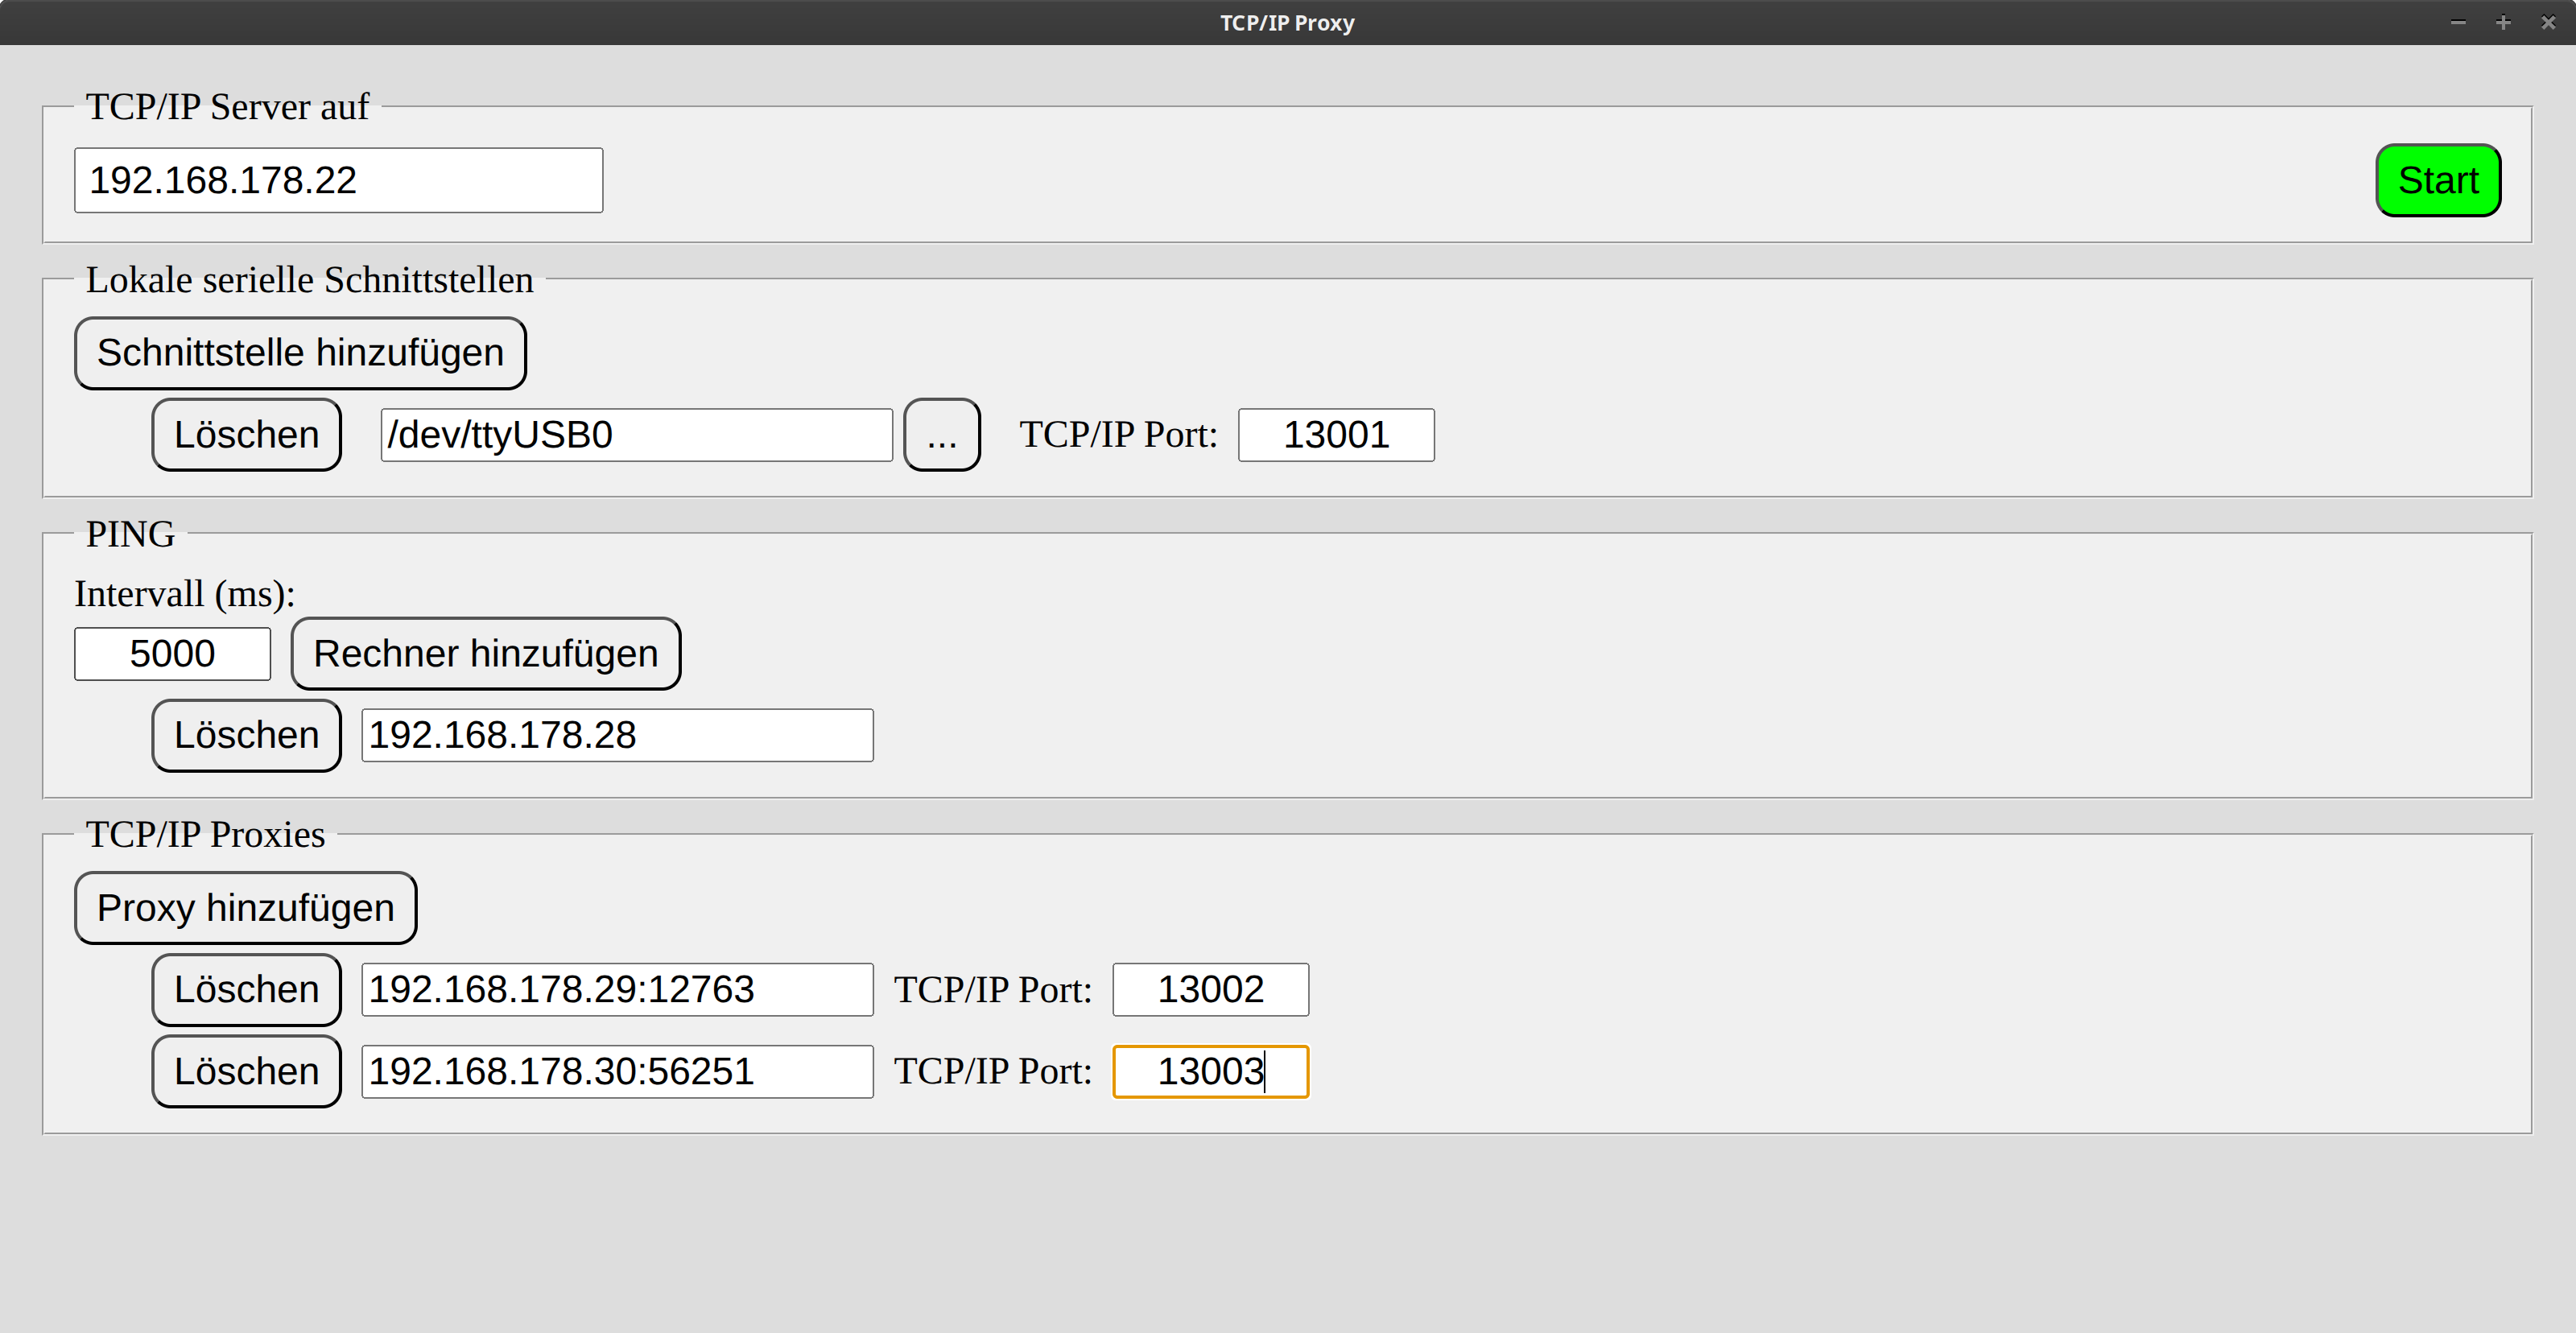 TCP/IP Proxy
TCP/IP Server auf
192.168.178.22 Start
Lokale serielle Schnittstellen
Schnittstelle hinzufügen
Löschen /dev/ttyUSB0 ... TCP/IP Port: 13001
PING
Intervall (ms):
5000 Rechner hinzufügen
Löschen 192.168.178.28
TCP/IP Proxies
Proxy hinzufügen
Löschen 192.168.178.29:12763 TCP/IP Port: 13002
Löschen 192.168.178.30:56251 TCP/IP Port: 13003